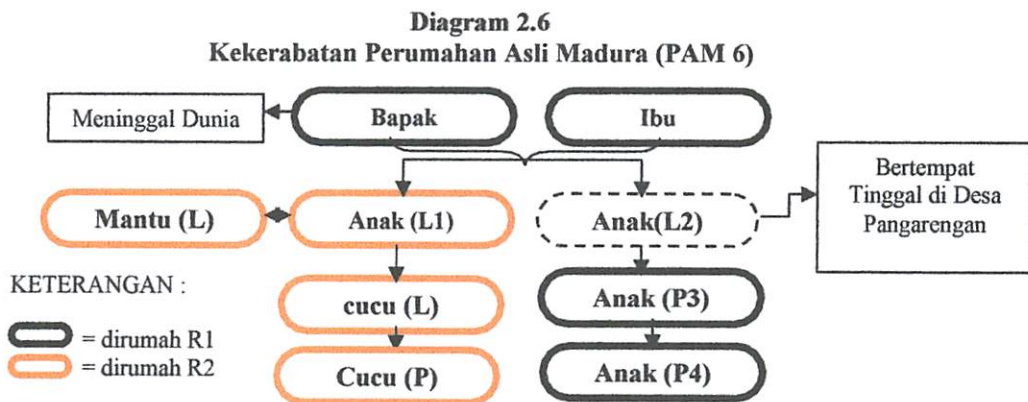 Diagram 2.6
Kekerabatan Perumahan Asli Madura (PAM 6)
Meninggal Dunia
Bapak
Ibu
Mantu (L)
Anak (L1)
Anak(L2)
Bertempat
Tinggal di Desa
Pangarengan
KETERANGAN :
= dirumah R1
= dirumah R2
cucu (L)
Anak (P3)
Cucu (P)
Anak (P4)